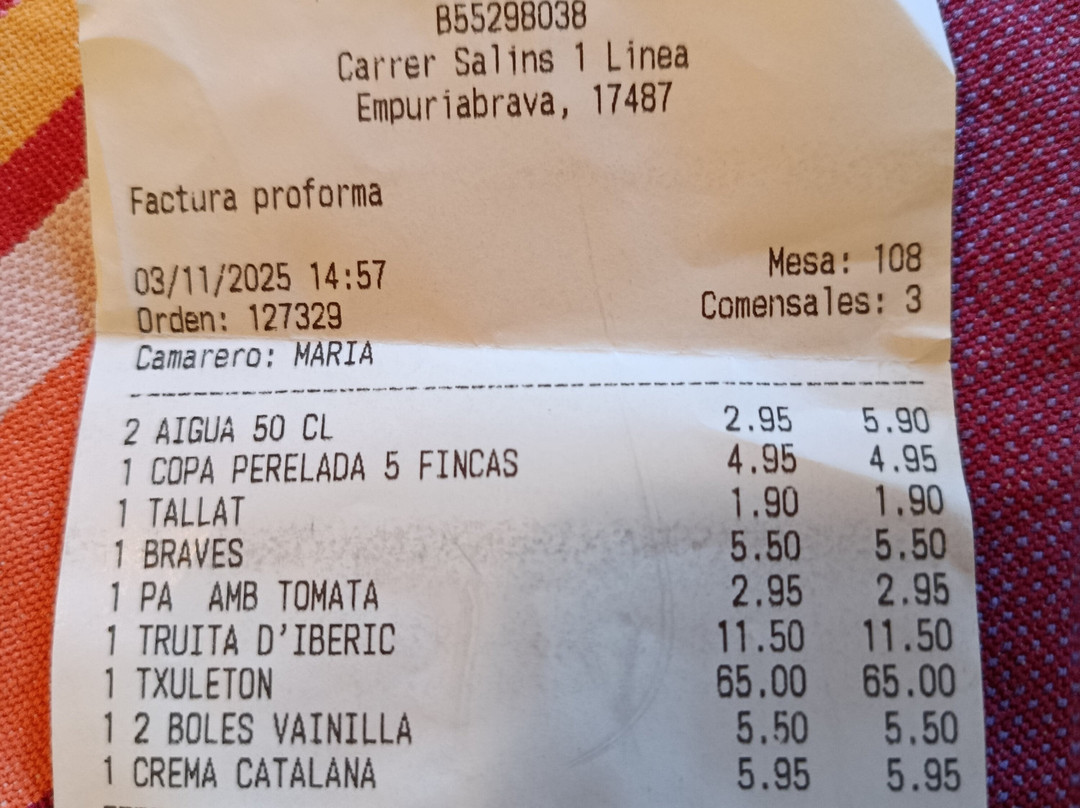 B55298038
Carrer Salins 1 Linea
Empuriabrava, 17487
Factura proforma
03/11/2025 14:57 Mesa: 108
Orden: 127329 Comensales: 3
Camarero: MARIA
2 AIGUA 50 CL 2.95 5.90
1 COPA PERELADA 5 FINCAS 4.95 4.95
1 TALLAT 1.90 1.90
1 BRAVES 5.50 5.50
1 PA AMB TOMATA 2.95 2.95
1 TRUITA D'IBERIC 11.50 11.50
1 TXULETON 65.00 65.00
1 2 BOLES VAINILLA 5.50 5.50
1 CREMA CATALANA 5.95 5.95